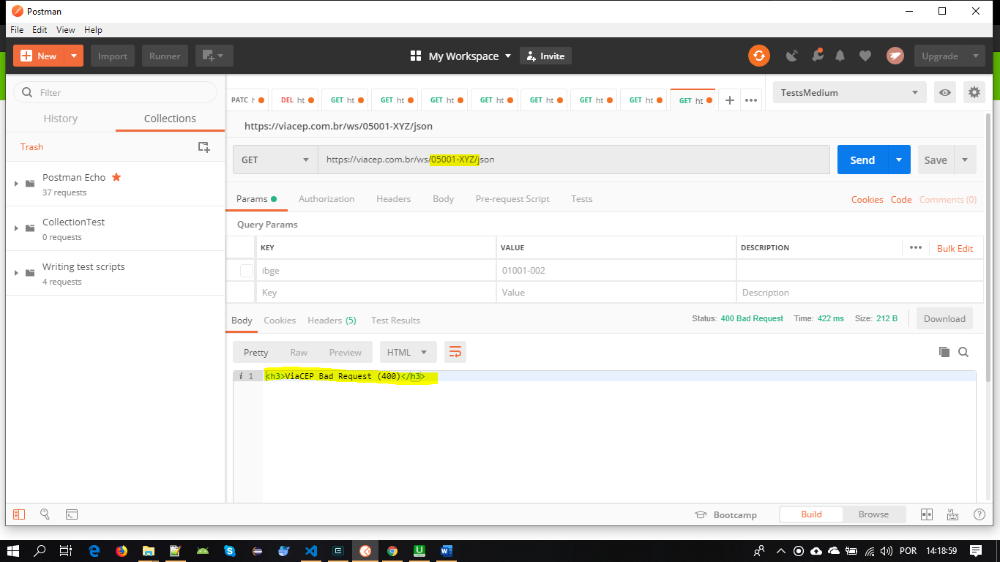 Postman
File Edit View Help
New Import Runner My Workspace Invite Upgrade
Filter
History Collections
Trash
Postman Echo
37 requests
CollectionTest
0 requests
Writing test scripts
4 requests
PATC h DEL ht GET ht GET ht GET ht GET ht GET ht GET ht GET ht GET ht
TestsMedium
https://viacep.com.br/ws/05001-XYZ/json
GET https://viacep.com.br/ws/05001-XYZ/json Send Save
Params Authorization Headers Body Pre-request Script Tests Cookies Code Comments (0)
Query Params
KEY VALUE DESCRIPTION ••• Bulk Edit
ibge 01001-002
Key Value Description
Body Cookies Headers (5) Test Results Status: 400 Bad Request Time: 422 ms Size: 212 B Download
Pretty Raw Preview HTML
i 1 <h3>ViaCEP Bad Request (400)</h3>
Bootcamp Build Browse
POR 14:18:59